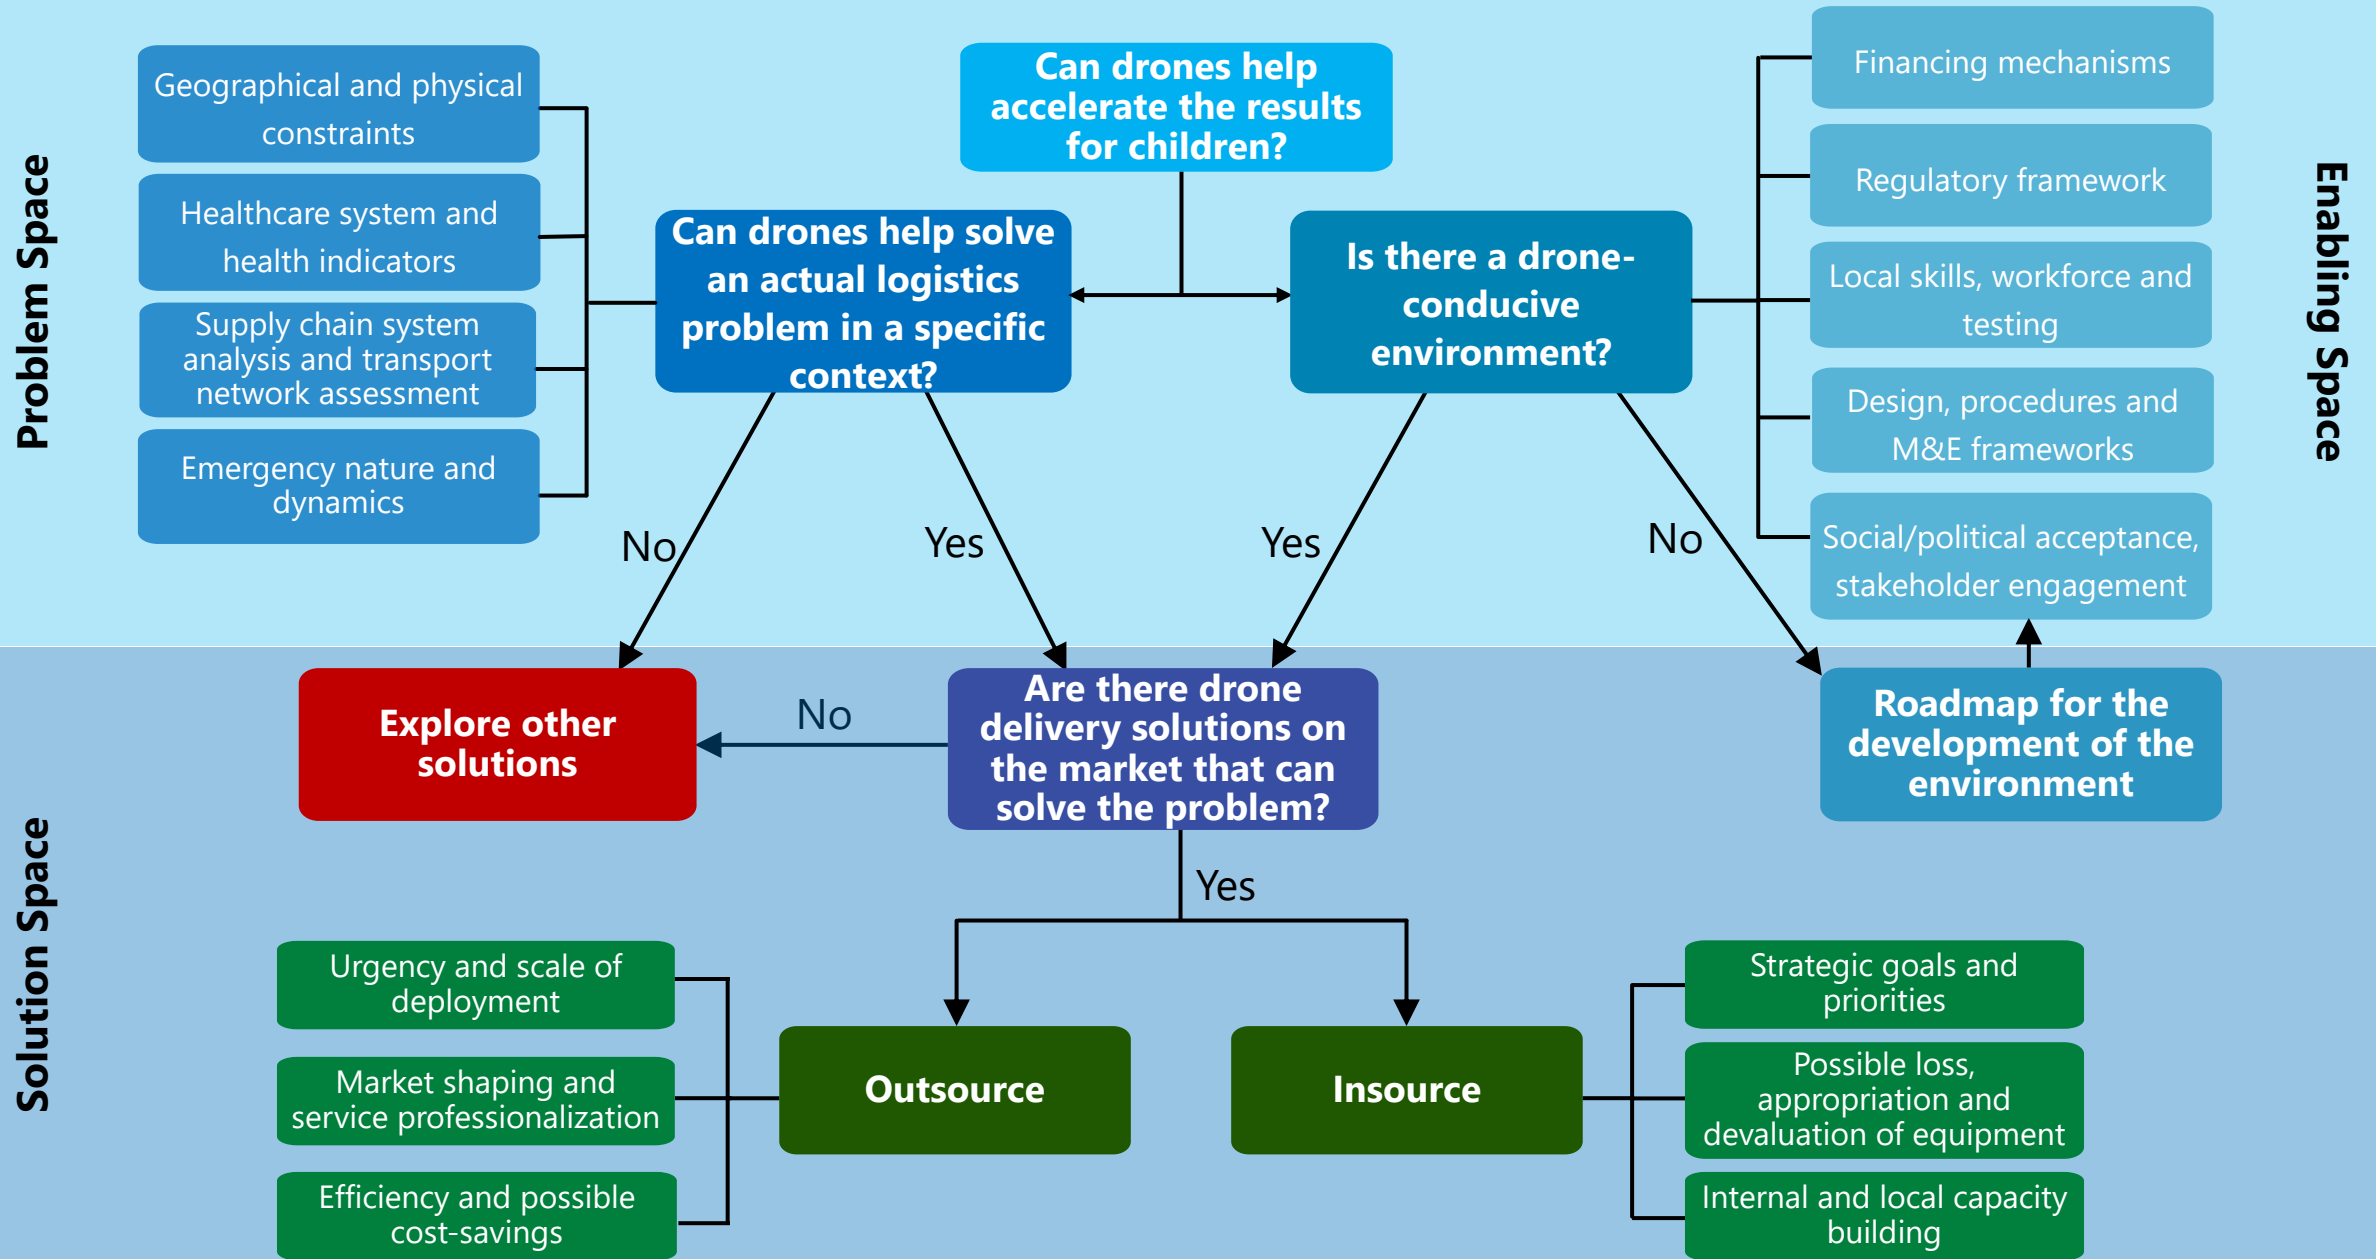 Problem Space
Geographical and physical
constraints
Healthcare system and
health indicators
Supply chain system
analysis and transport
network assessment
Emergency nature and
dynamics
Can drones help
accelerate the results
for children?
Can drones help solve
an actual logistics
problem in a specific
context?
Is there a drone-
conducive
environment?
Financing mechanisms
Regulatory framework
Local skills, workforce and
testing
Design, procedures and
M&E frameworks
Social/political acceptance,
stakeholder engagement
Enabling Space
No
Yes
Yes
No
Solution Space
Explore other
solutions
No
Are there drone
delivery solutions on
the market that can
solve the problem?
Roadmap for the
development of the
environment
Yes
Urgency and scale of
deployment
Market shaping and
service professionalization
Efficiency and possible
cost-savings
Outsource
Insource
Strategic goals and
priorities
Possible loss,
appropriation and
devaluation of equipment
Internal and local capacity
building